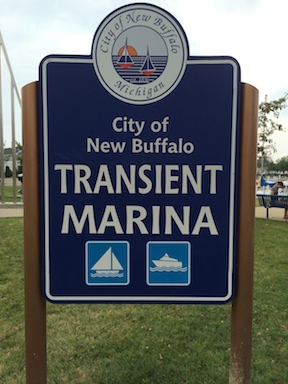 City of New Buffalo
Michigan
City of
New Buffalo
TRANSIENT
MARINA